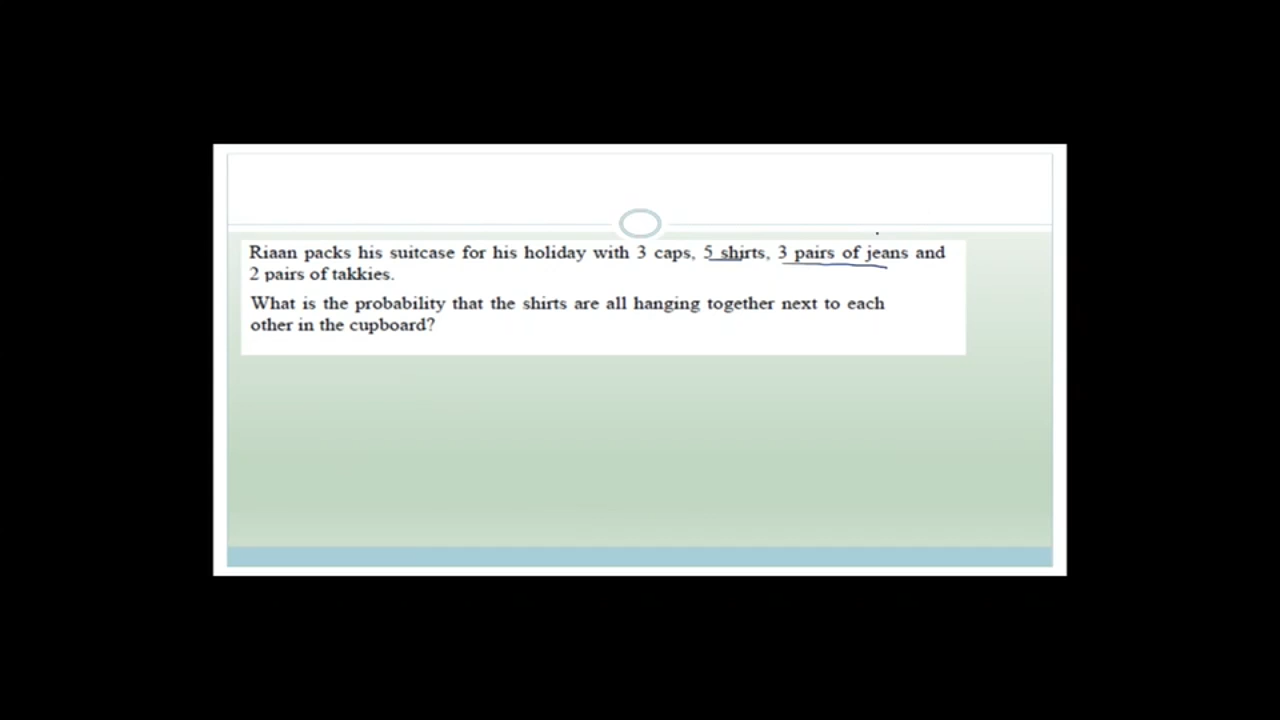 Riaan packs his suitcase for his holiday with 3 caps, 5 shirts, 3 pairs of jeans and
2 pairs of takkies.
What is the probability that the shirts are all hanging together next to each
other in the cupboard?